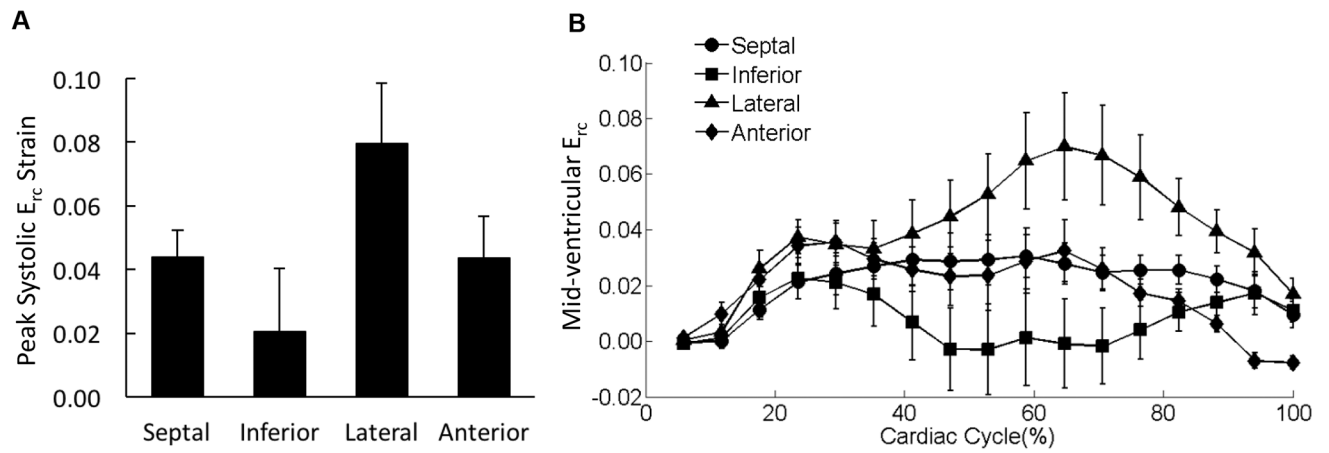 A
Peak Systolic Erc Strain
0.10
0.08
0.06
0.04
0.02
0.00
Septal Inferior Lateral Anterior
B
Septal
Inferior
Lateral
Anterior
Mid-ventricular Erc
0.10
0.08
0.06
0.04
0.02
0.00
-0.02
0 20 40 60 80 100
Cardiac Cycle(%)